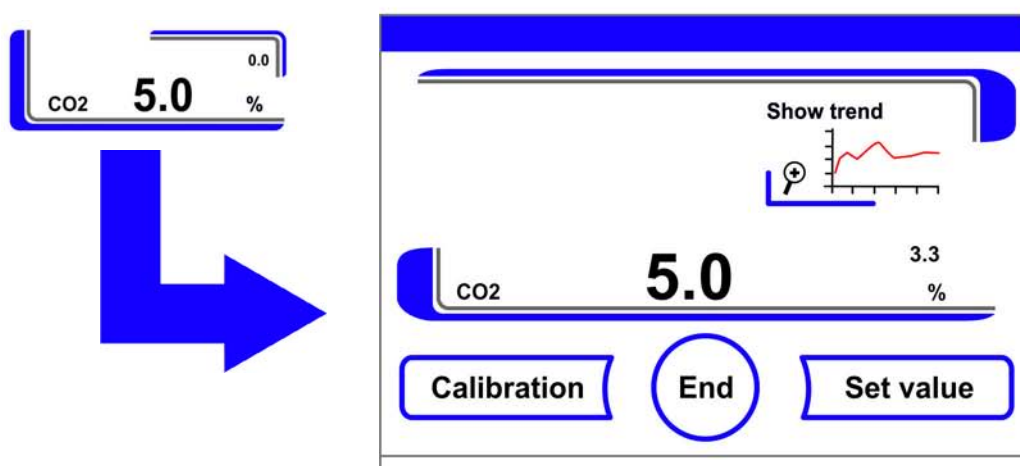 0.0
CO2 5.0 %
Show trend
3.3
CO2 5.0 %
Calibration End Set value